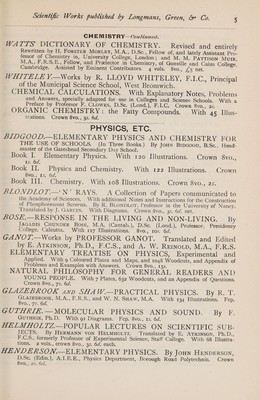 Scientific Works published by Longmans, Green, & Co. 5
CHEMISTRY—Continued.
WATTS' DICTIONARY OF CHEMISTRY. Revised and entirely
Rewritten by H. FORSTER MORLEY, M.A., D.Sc., Fellow of, and lately Assistant Pro-
fessor of Chemistry in, University College, London; and M. M. PATTISON MUIR,
M.A., F.R.S.E., Fellow, and Prælector in Chemistry, of Gonville and Caius College,
Cambridge. Assisted by Eminent Contributors. 4 vols. 8vo., £5 net.
WHITELEY.—Works by R. LLOYD WHITELEY, F.I.C., Principal
of the Municipal Science School, West Bromwich.
CHEMICAL CALCULATIONS. With Explanatory Notes, Problems
and Answers, specially adapted for use in Colleges and Science Schools. With a
Preface by Professor F. CLOWES, D.Sc. (Lond.), F.I.C. Crown 8vo., 2s.
ORGANIC CHEMISTRY: the Fatty Compounds. With 45 Illus-
trations. Crown 8vo., 3s. 6d.
PHYSICS, ETC.
BIDGOOD.—ELEMENTARY PHYSICS AND CHEMISTRY FOR
THE USE OF SCHOOLS. (In Three Books.) By JOHN BIDGOOD, B.Sc., Head-
master of the Gateshead Secondary Day School.
Book I. Elementary Physics. With 120 Illustrations. Crown 8vo.,
1s. 6d.
Book II. Physics and Chemistry. With 122 Illustrations. Crown
8vo., 1s. 6d.
Book III. Chemistry. With 108 Illustrations. Crown 8vo., 2s.
BLONDLOT.—'N' RAYS. A Collection of Papers communicated to
the Academy of Sciences. With additional Notes and Instructions for the Construction
of Phosphorescent Screens. By R. BLONDLOT, Professor in the University of Nancy.
Translated by J. GARCIN. With Diagrams. Crown 8vo., 3s. 6d. net.
BOSE.—RESPONSE IN THE LIVING AND NON-LIVING. By
JAGADIS CHUNDER BOSE, M.A. (Cantab.), D.Sc. (Lond.), Professor, Presidency
College, Calcutta. With 117 Illustrations. 8vo., 10s. 6d.
GANOT.—Works by PROFESSOR GANOT. Translated and Edited
by E. ATKINSON, Ph.D., F.C.S., and A. W. REINOLD, M.A., F.R.S.
ELEMENTARY TREATISE ON PHYSICS, Experimental and
Applied. With 9 Coloured Plates and Maps, and 1048 Woodcuts, and Appendix of
Problems and Examples with Answers. Crown 8vo., 15s.
NATURAL PHILOSOPHY FOR GENERAL READERS AND
YOUNG PEOPLE. With 7 Plates, 632 Woodcuts, and an Appendix of Questions.
Crown 8vo., 7s. 6d.
GLAZEBROOK AND SHAW.—PRACTICAL PHYSICS. By R. T.
GLAZEBROOK, M.A., F.R.S., and W. N. SHAW, M.A. With 134 Illustrations. Fcp.
8vo., 7s. 6d.
GUTHRIE.—MOLECULAR PHYSICS AND SOUND. By F.
GUTHRIE, Ph.D. With 91 Diagrams. Fcp. 8vo., 1s. 6d.
HELMHOLTZ.—POPULAR LECTURES ON SCIENTIFIC SUB-
JECTS. By HERMANN VON HELMHOLTZ. Translated by E. ATKINSON, Ph.D.,
F.C.S., formerly Professor of Experimental Science, Staff College. With 68 Illustra-
tions. 2 vols., crown 8vo., 3s. 6d. each.
HENDERSON.—ELEMENTARY PHYSICS. By JOHN HENDERSON,
D.Sc. (Edin.), A.I.E.E., Physics Department, Borough Road Polytechnic. Crown
8vo., 2s. 6d.